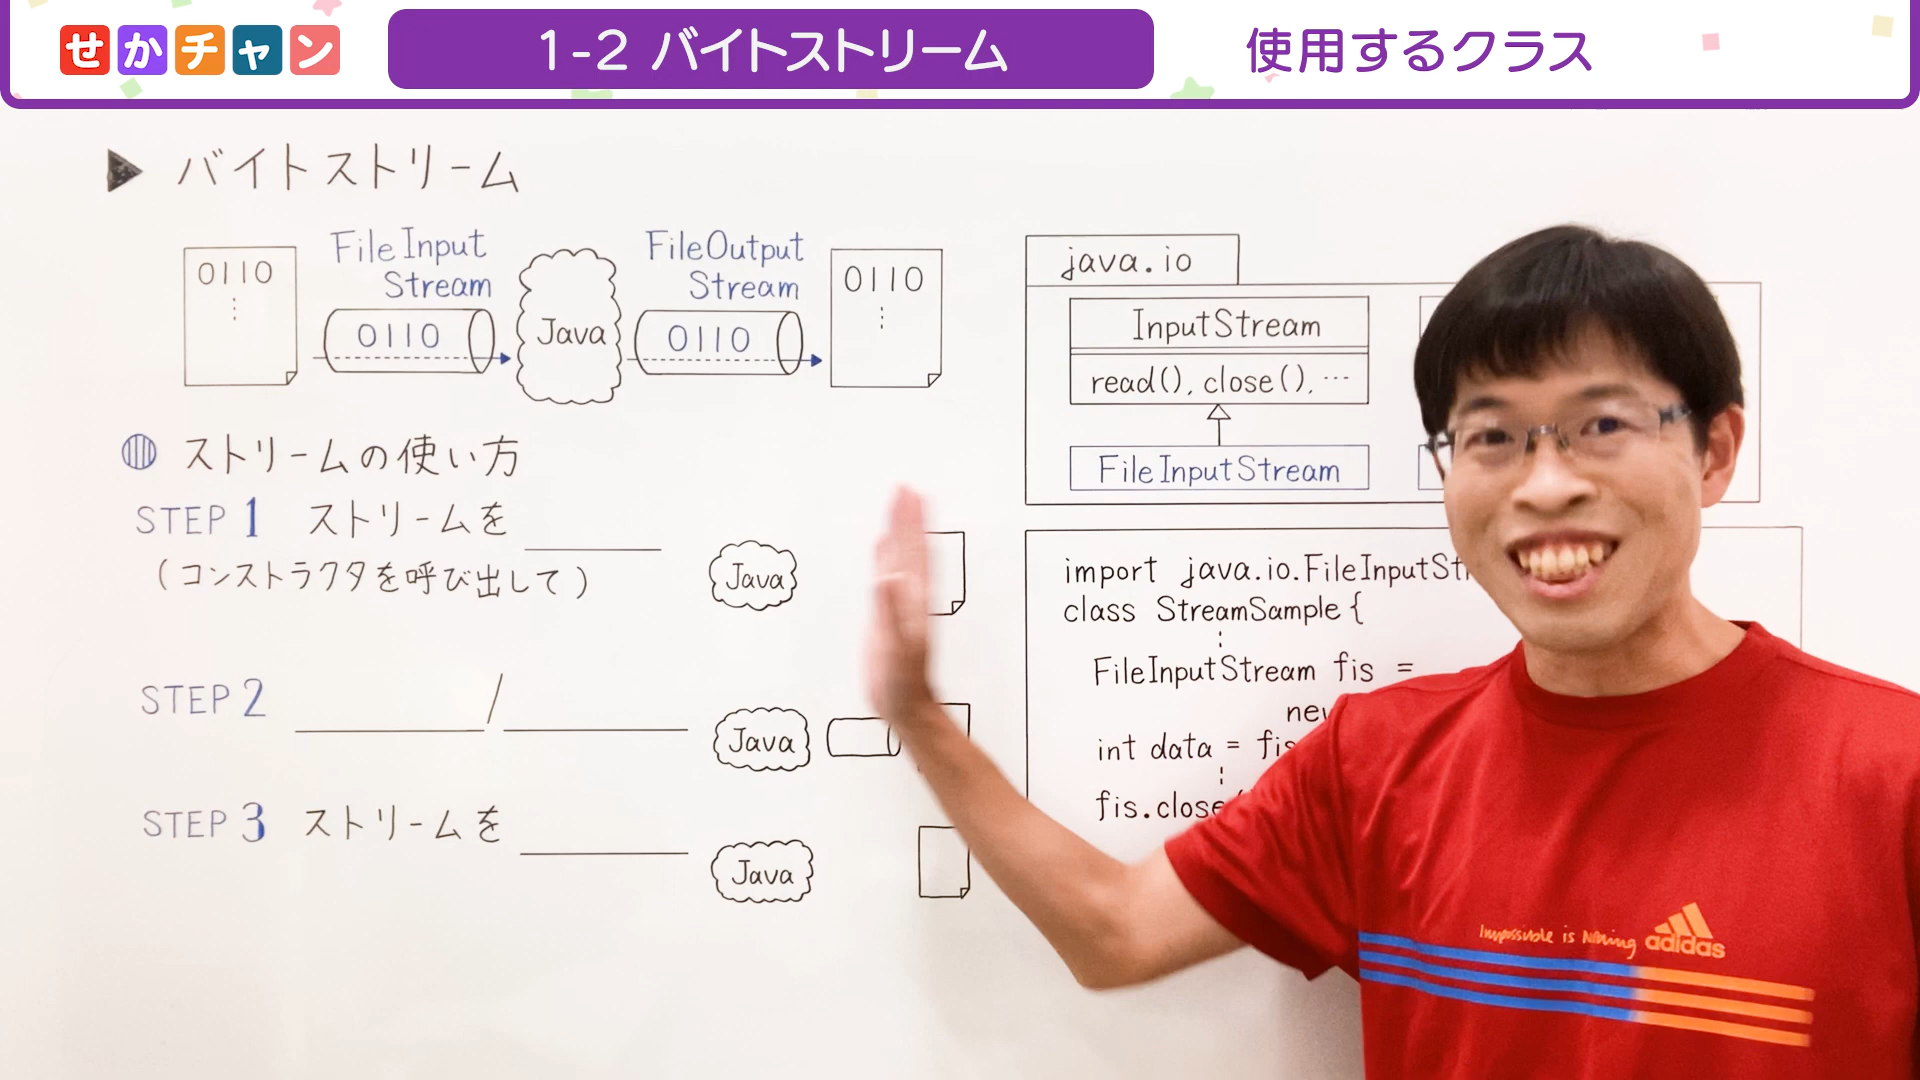 せかチャン
1-2 バイトストリーム
使用するクラス
▶ バイトストリーム
0110
⋮
FileInput
Stream
0110
Java
FileOutput
Stream
0110
0110
⋮
ストリームの使い方
STEP 1 ストリームを
(コンストラクタを呼び出して)
Java
STEP 2 /
Java
STEP 3 ストリームを
Java
java.io
InputStream
read(), close(), …
FileInputStream
import java.io.FileInputStr
class StreamSample {
⋮
FileInputStream fis =
new
int data = fis
⋮
fis.close(
Impossible is Nothing
adidas